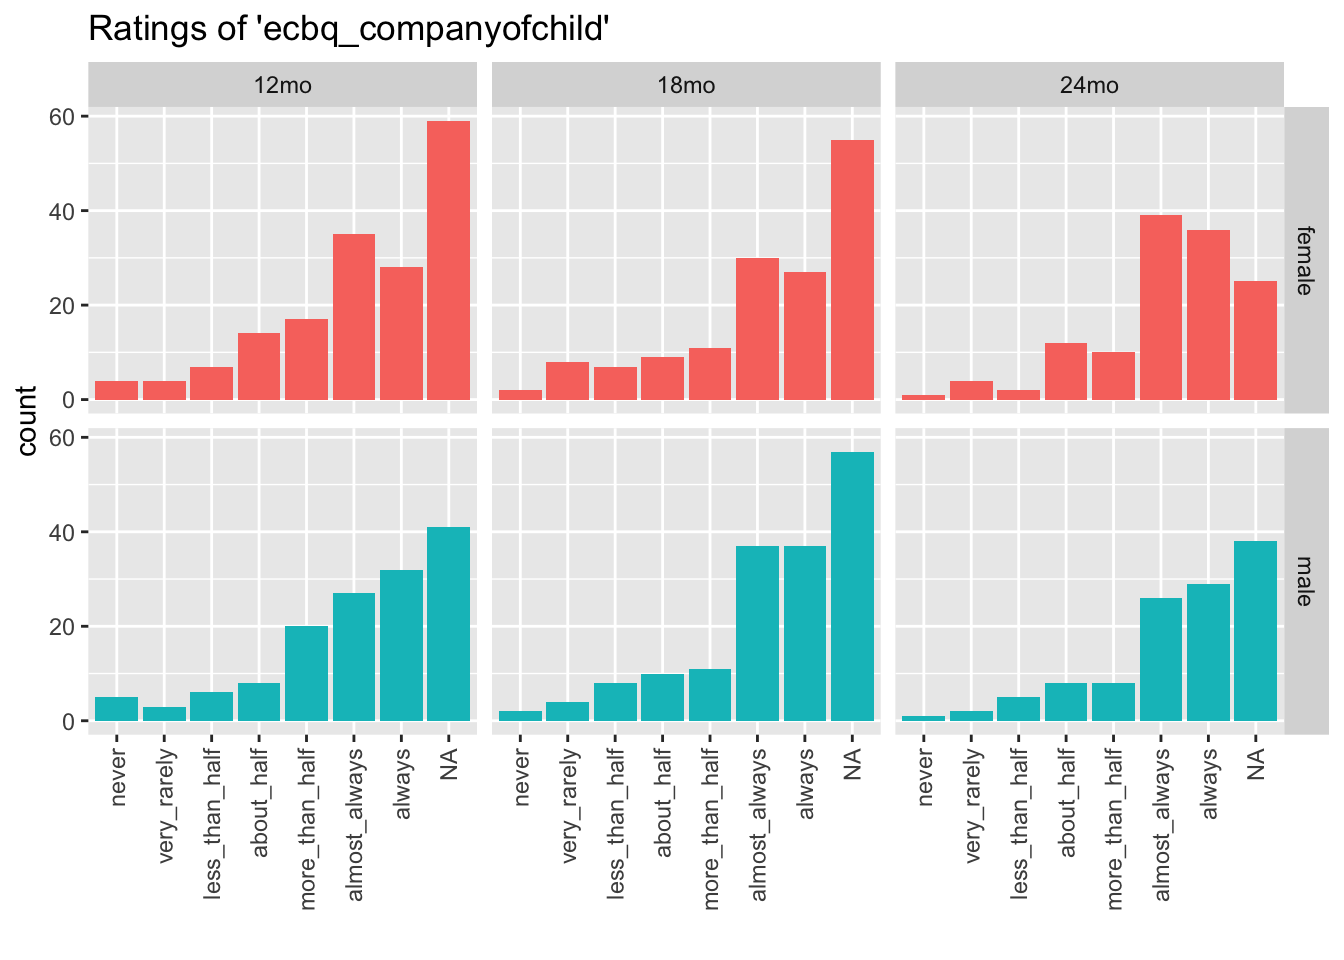 Ratings of 'ecbq_companyofchild'
12mo
18mo
24mo
60
40
20
0
female
count
60
40
20
0
male
never
very_rarely
less_than_half
about_half
more_than_half
almost_always
always
NA
never
very_rarely
less_than_half
about_half
more_than_half
almost_always
always
NA
never
very_rarely
less_than_half
about_half
more_than_half
almost_always
always
NA